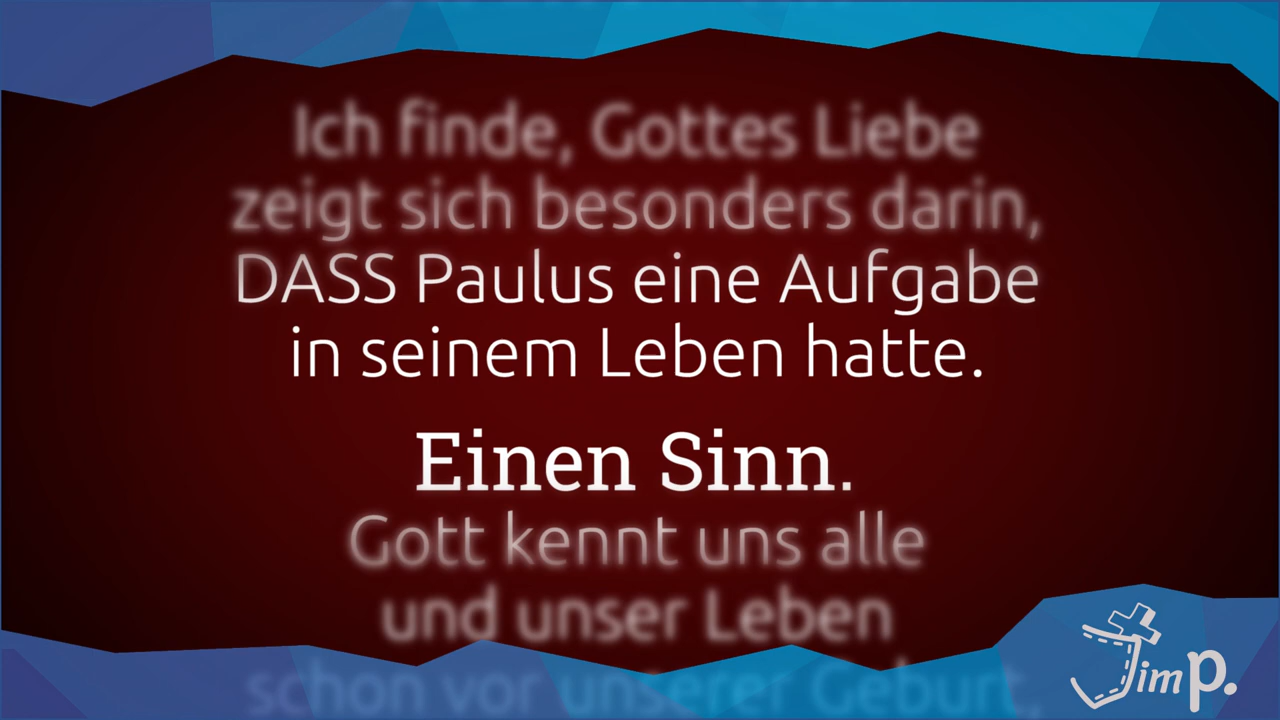 Ich finde, Gottes Liebe
zeigt sich besonders darin,
DASS Paulus eine Aufgabe
in seinem Leben hatte.
Einen Sinn.
Gott kennt uns alle
und unser Leben
schon vor unserer Geburt,
Jim P.